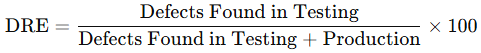 DRE = Defects Found in Testing / Defects Found in Testing + Production × 100